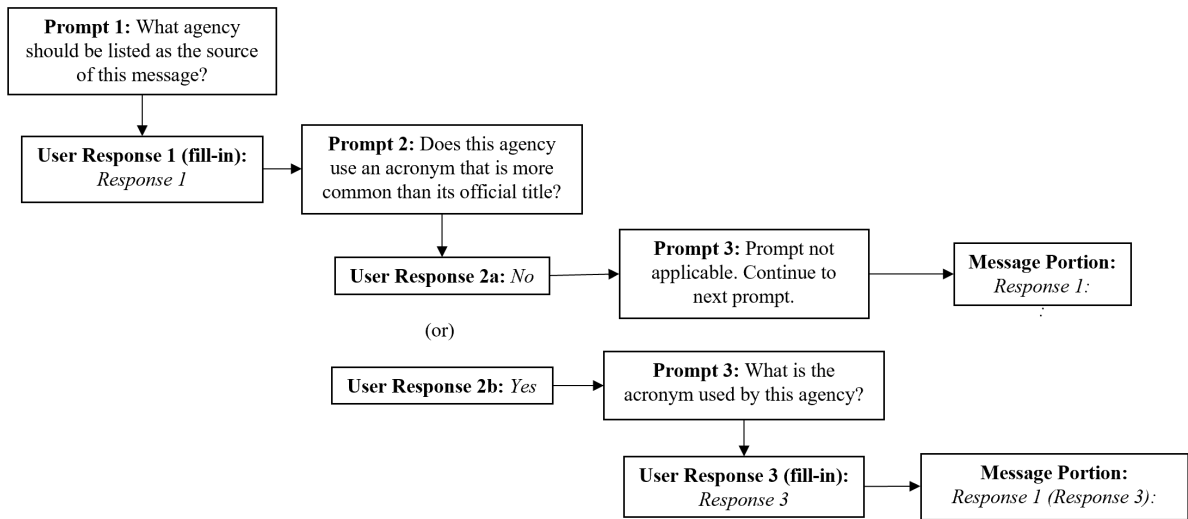 Prompt 1: What agency
should be listed as the source
of this message?
User Response 1 (fill-in):
Response 1
Prompt 2: Does this agency
use an acronym that is more
common than its official title?
User Response 2a: No
Prompt 3: Prompt not
applicable. Continue to
next prompt.
Message Portion:
Response 1:
:
(or)
User Response 2b: Yes
Prompt 3: What is the
acronym used by this agency?
User Response 3 (fill-in):
Response 3
Message Portion:
Response 1 (Response 3):